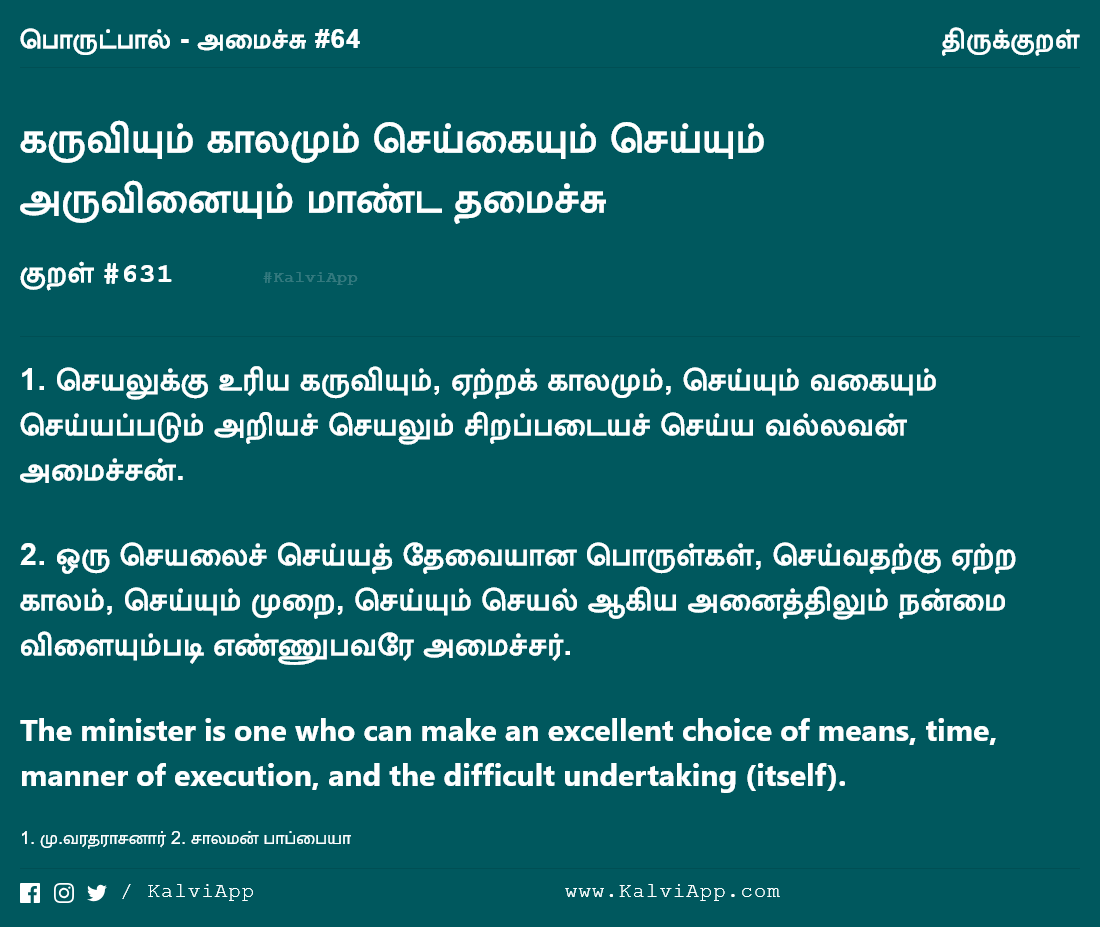 பொருட்பால் - அமைச்சு #64
திருக்குறள்
கருவியும் காலமும் செய்கையும் செய்யும்
அருவினையும் மாண்ட தமைச்சு
குறள் #631
#KalviApp
1. செயலுக்கு உரிய கருவியும், ஏற்றக் காலமும், செய்யும் வகையும்
செய்யப்படும் அறியச் செயலும் சிறப்படையச் செய்ய வல்லவன்
அமைச்சன்.
2. ஒரு செயலைச் செய்யத் தேவையான பொருள்கள், செய்வதற்கு ஏற்ற
காலம், செய்யும் முறை, செய்யும் செயல் ஆகிய அனைத்திலும் நன்மை
விளையும்படி எண்ணுபவரே அமைச்சர்.
The minister is one who can make an excellent choice of means, time,
manner of execution, and the difficult undertaking (itself).
1. மு.வரதராசனார் 2. சாலமன் பாப்பையா
/ KalviApp
www.KalviApp.com